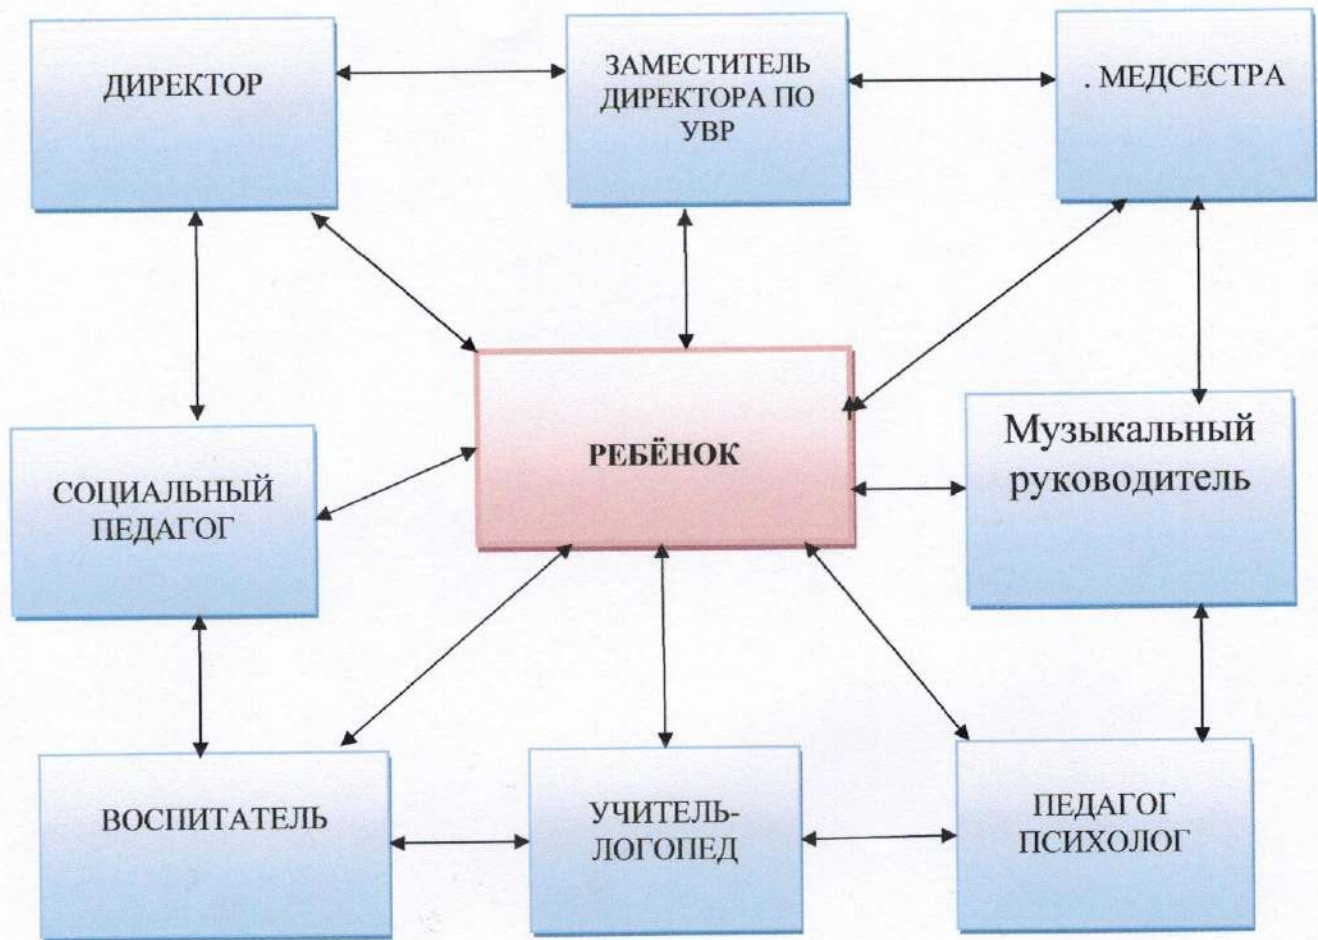 ДИРЕКТОР
ЗАМЕСТИТЕЛЬ
ДИРЕКТОРА ПО
УВР
. МЕДСЕСТРА
РЕБЁНОК
Музыкальный
руководитель
СОЦИАЛЬНЫЙ
ПЕДАГОГ
ВОСПИТАТЕЛЬ
УЧИТЕЛЬ-
ЛОГОПЕД
ПЕДАГОГ
ПСИХОЛОГ